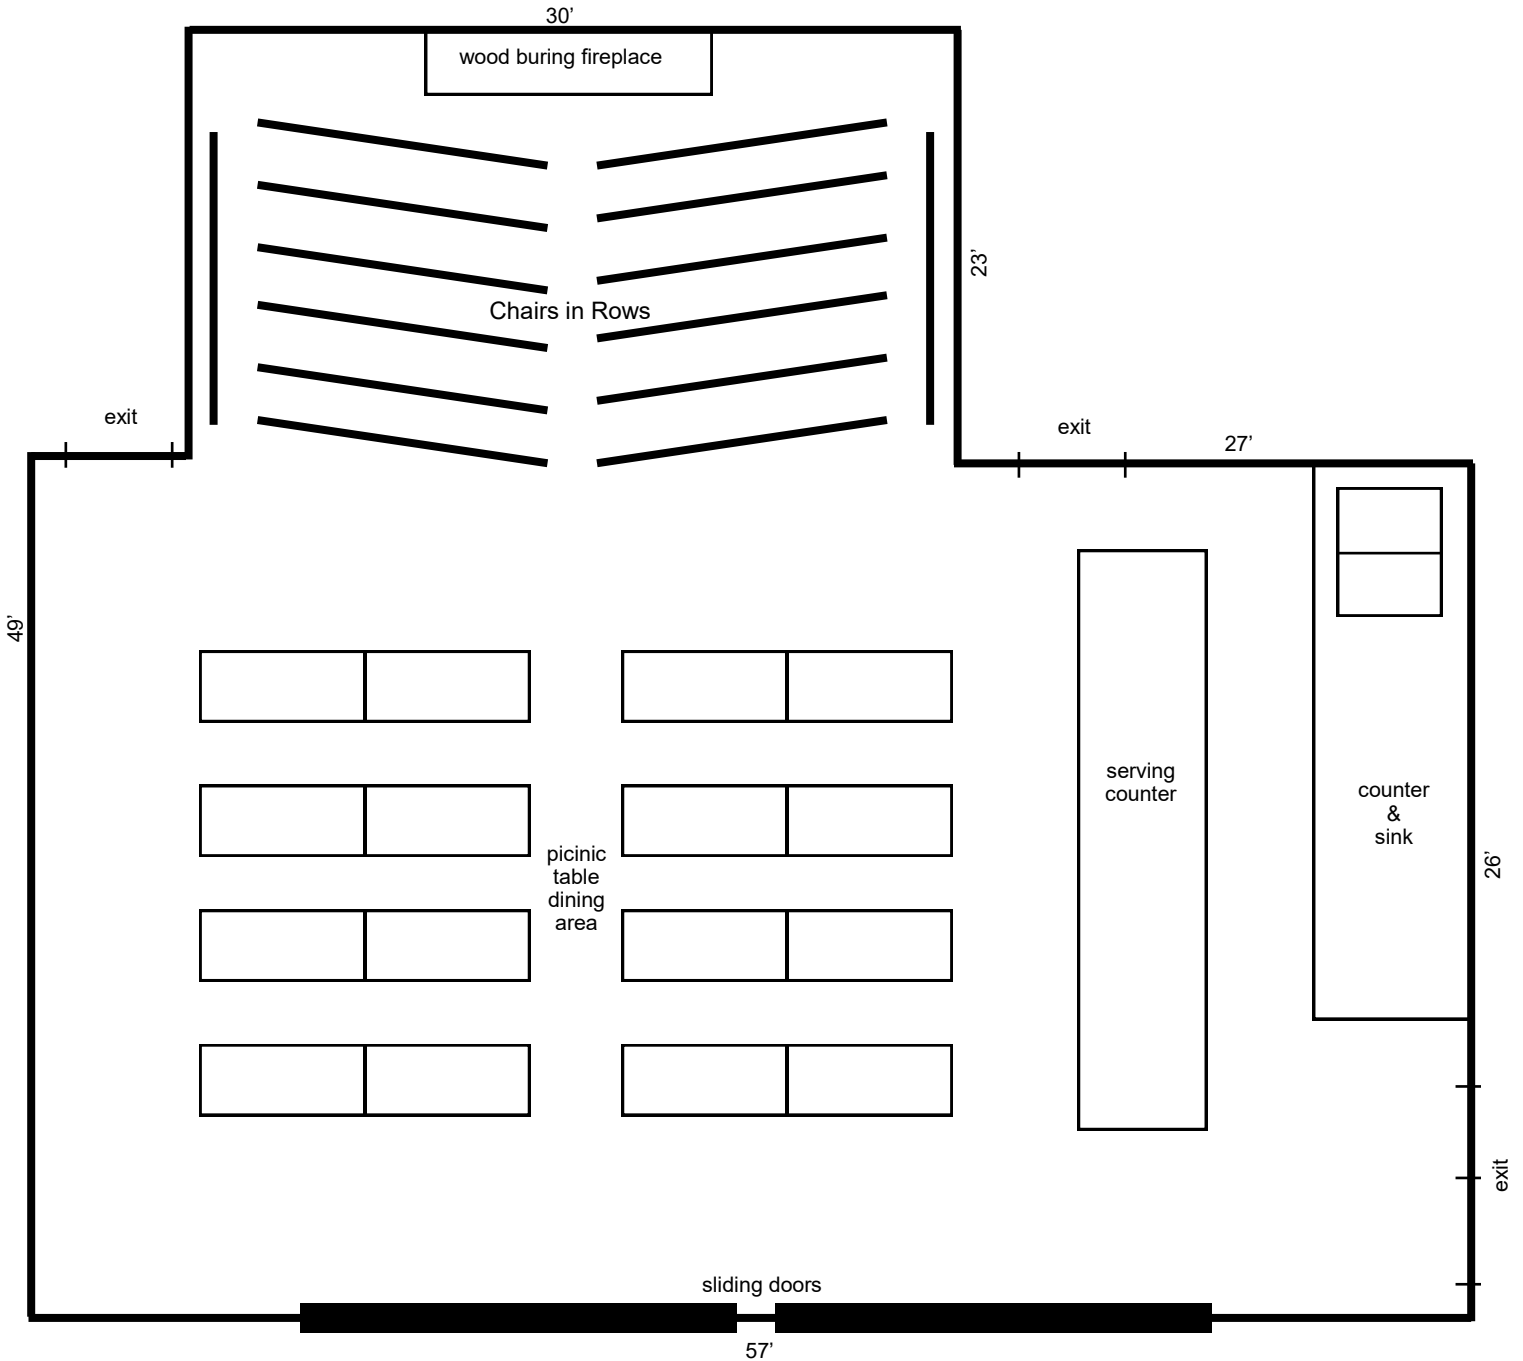 30’
wood buring fireplace
23’
Chairs in Rows
exit
exit
27’
49’
serving
counter
counter
&
sink
picinic
table
dining
area
26’
exit
sliding doors
57’